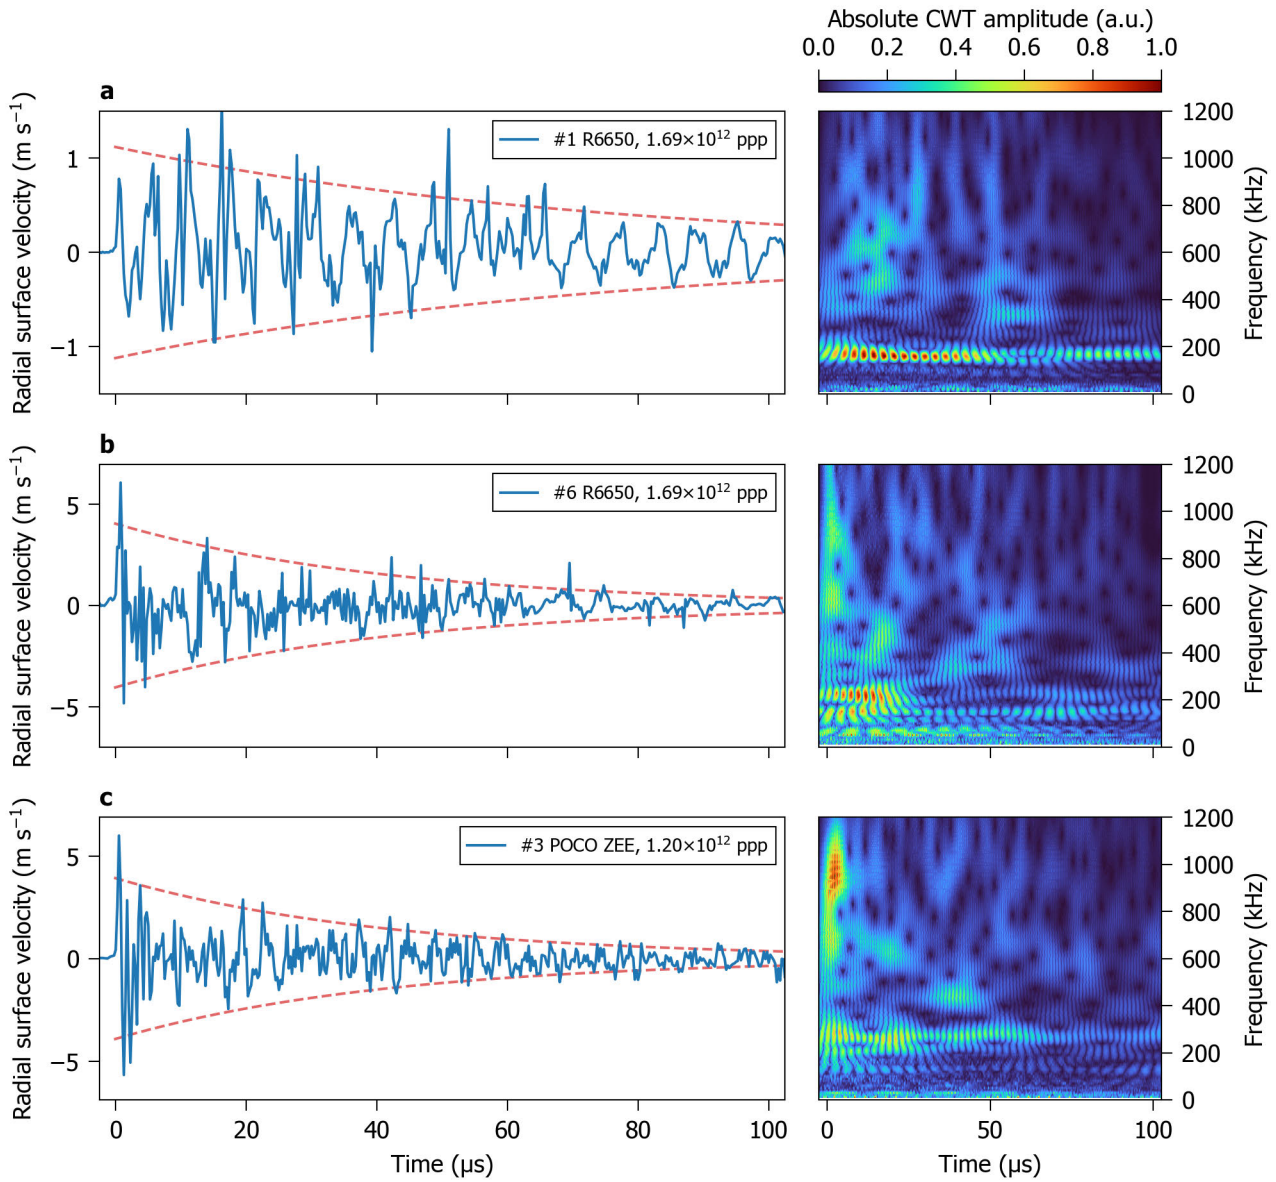 Absolute CWT amplitude (a.u.)
0.0 0.2 0.4 0.6 0.8 1.0
a
Radial surface velocity (m s⁻¹)
1
0
−1
#1 R6650, 1.69×10¹² ppp
1200
1000
800
600
400
200
0
Frequency (kHz)
b
Radial surface velocity (m s⁻¹)
5
0
−5
#6 R6650, 1.69×10¹² ppp
1200
1000
800
600
400
200
0
Frequency (kHz)
c
Radial surface velocity (m s⁻¹)
5
0
−5
#3 POCO ZEE, 1.20×10¹² ppp
1200
1000
800
600
400
200
0
Frequency (kHz)
0 20 40 60 80 100
Time (μs)
0 50 100
Time (μs)